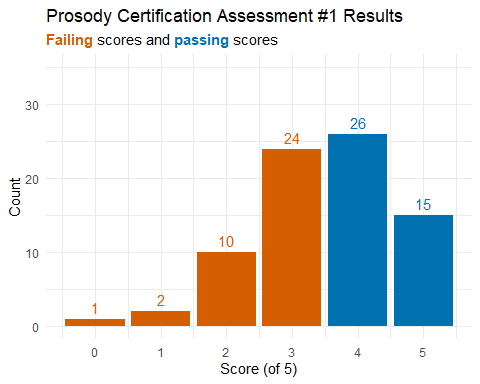 Prosody Certification Assessment #1 Results
Failing scores and passing scores
Count
30
20
10
0
1
2
10
24
26
15
0 1 2 3 4 5
Score (of 5)